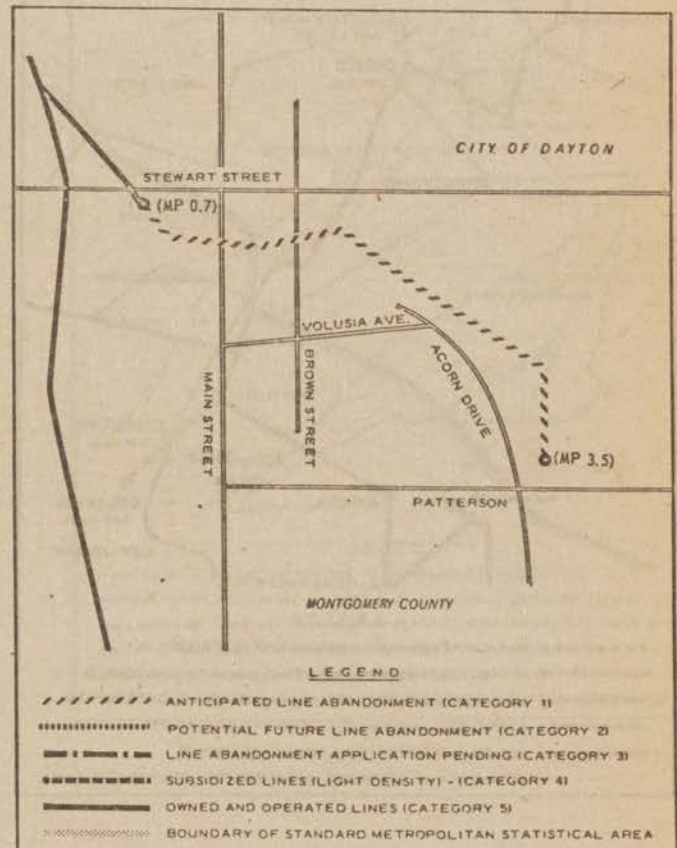 CITY OF DAYTON
STEWART STREET
(MP 0.7)
VOLUSIA AVE.
MAIN STREET
BROWN STREET
ACORN DRIVE
(MP 3.5)
PATTERSON
MONTGOMERY COUNTY
LEGEND
ANTICIPATED LINE ABANDONMENT (CATEGORY 1)
POTENTIAL FUTURE LINE ABANDONMENT (CATEGORY 2)
LINE ABANDONMENT APPLICATION PENDING (CATEGORY 3)
SUBSIDIZED LINES (LIGHT DENSITY) - (CATEGORY 4)
OWNED AND OPERATED LINES (CATEGORY 5)
BOUNDARY OF STANDARD METROPOLITAN STATISTICAL AREA